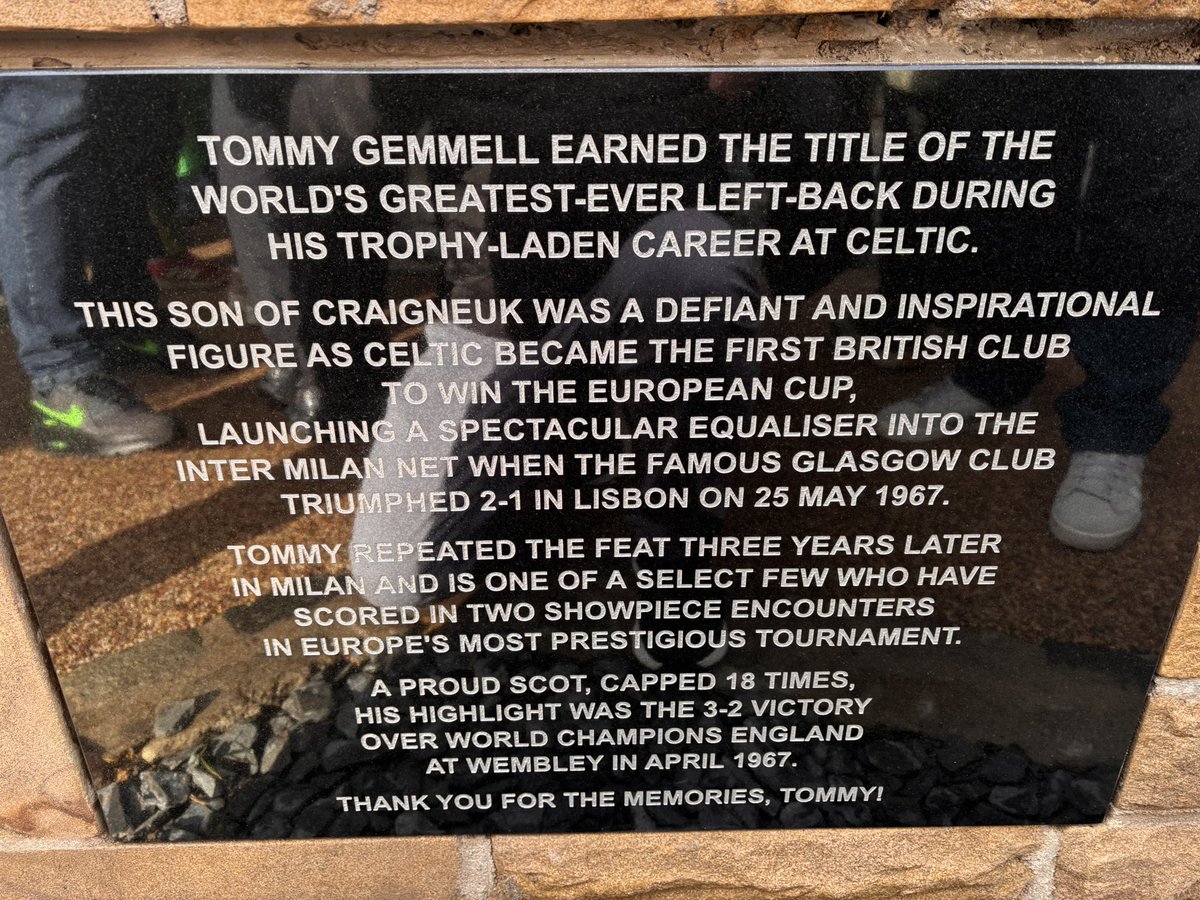 TOMMY GEMMELL EARNED THE TITLE OF THE
WORLD'S GREATEST-EVER LEFT-BACK DURING
HIS TROPHY-LADEN CAREER AT CELTIC.
THIS SON OF CRAIGNEUK WAS A DEFIANT AND INSPIRATIONAL
FIGURE AS CELTIC BECAME THE FIRST BRITISH CLUB
TO WIN THE EUROPEAN CUP,
LAUNCHING A SPECTACULAR EQUALISER INTO THE
INTER MILAN NET WHEN THE FAMOUS GLASGOW CLUB
TRIUMPHED 2-1 IN LISBON ON 25 MAY 1967.
TOMMY REPEATED THE FEAT THREE YEARS LATER
IN MILAN AND IS ONE OF A SELECT FEW WHO HAVE
SCORED IN TWO SHOWPIECE ENCOUNTERS
IN EUROPE'S MOST PRESTIGIOUS TOURNAMENT.
A PROUD SCOT, CAPPED 18 TIMES,
HIS HIGHLIGHT WAS THE 3-2 VICTORY
OVER WORLD CHAMPIONS ENGLAND
AT WEMBLEY IN APRIL 1967.
THANK YOU FOR THE MEMORIES, TOMMY!